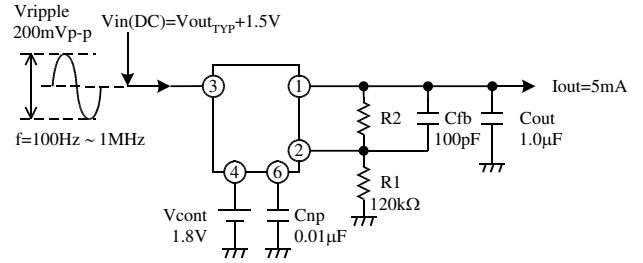 Vripple
200mVp-p
Vin(DC)=VoutTYP+1.5V
f=100Hz ~ 1MHz
3
1
2
4
6
R2
Cfb
100pF
Cout
1.0μF
Iout=5mA
R1
120kΩ
Vcont
1.8V
Cnp
0.01μF